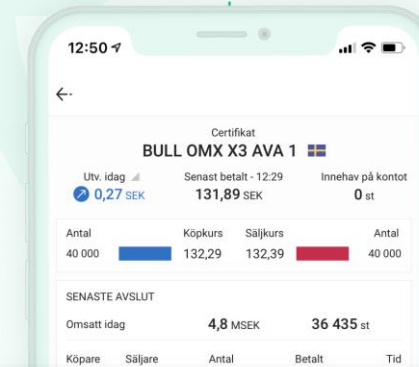 12:50
Certifikat
BULL OMX X3 AVA 1
Utv. idag Senast betalt - 12:29 Innehav på kontot
0,27 SEK 131,89 SEK 0 st
Antal Köpkurs Säljkurs Antal
40 000 132,29 132,39 40 000
SENASTE AVSLUT
Omsatt idag 4,8 MSEK 36 435 st
Köpare Säljare Antal Betalt Tid